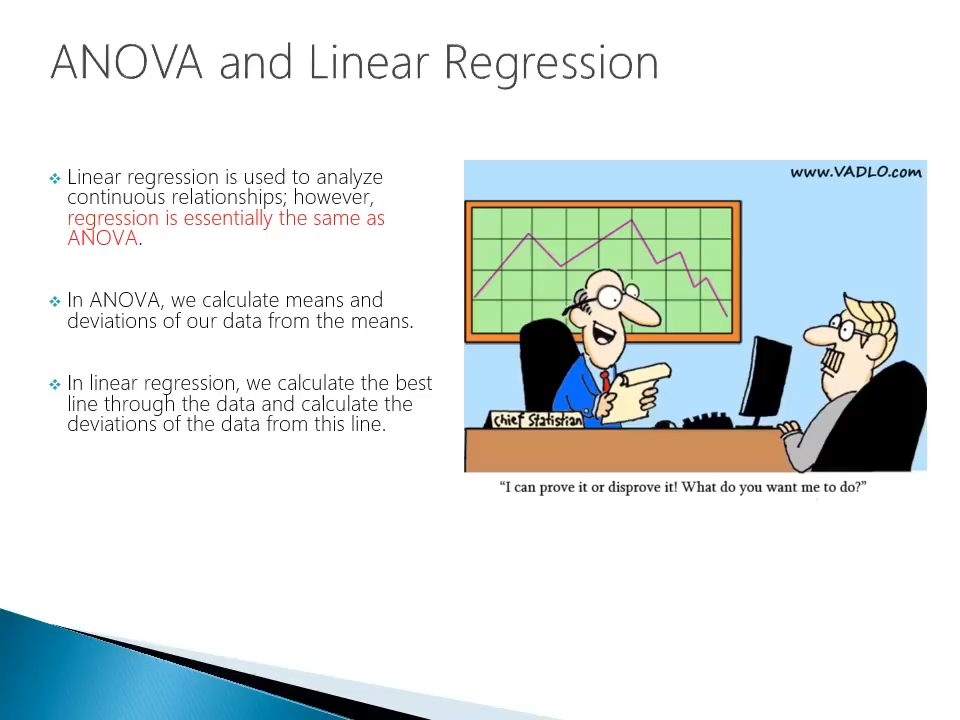 ANOVA and Linear Regression
Linear regression is used to analyze
continuous relationships; however,
regression is essentially the same as
ANOVA.
In ANOVA, we calculate means and
deviations of our data from the means.
In linear regression, we calculate the best
line through the data and calculate the
deviations of the data from this line.
www.VADLO.com
Chief Statistian
“I can prove it or disprove it! What do you want me to do?”